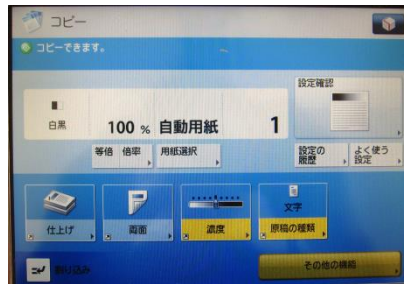 コピー
コピーできます。
設定確認
白黒
100 % 自動用紙 1
等倍 倍率 用紙選択
設定の履歴 よく使う設定
仕上げ 両面 濃度 文字
原稿の種類
割り込み
その他の機能